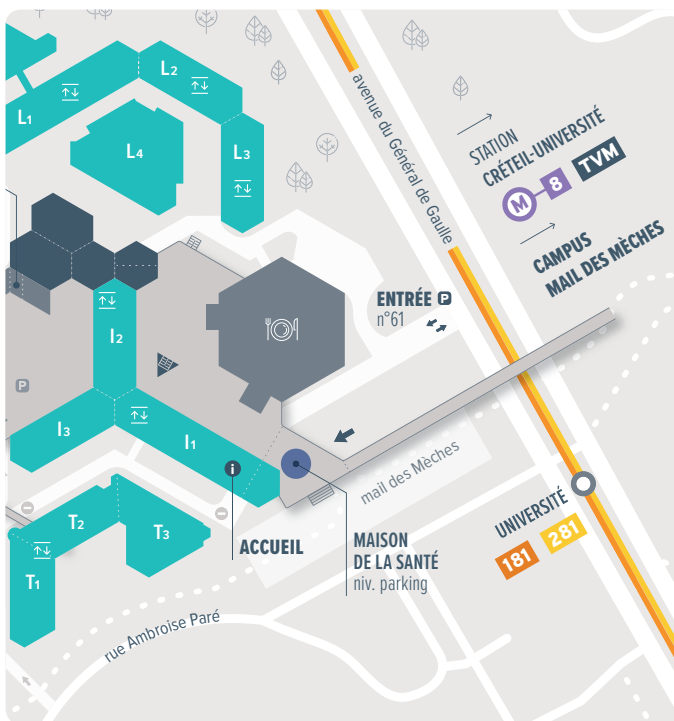 L2
L1
L4
L3
avenue du Général de Gaulle
STATION
CRÉTEIL-UNIVERSITÉ
M 8 TVM
CAMPUS
MAIL DES MÈCHES
ENTRÉE P
n°61
I2
P
I3
I1
i
mail des Mèches
ACCUEIL
MAISON
DE LA SANTÉ
niv. parking
UNIVERSITÉ
181 281
T2
T3
T1
rue Ambroise Paré